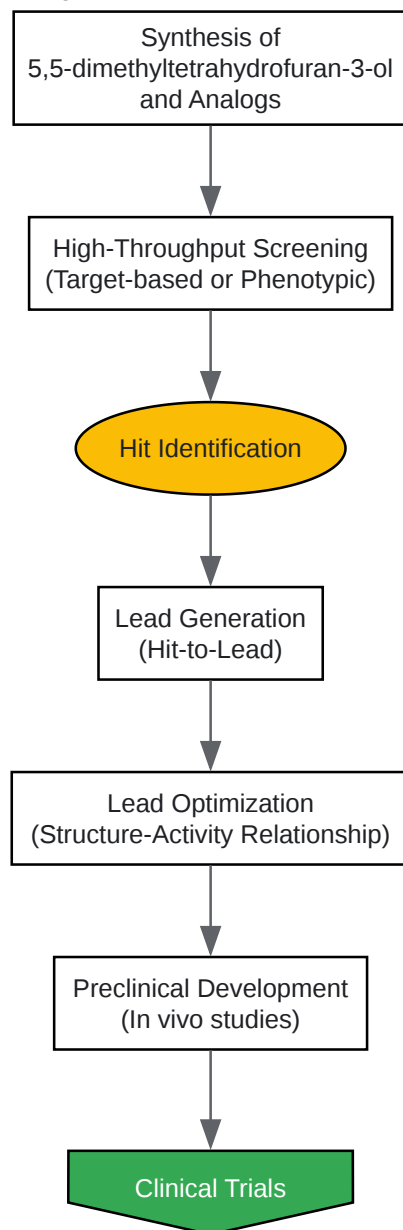 Synthesis of
5,5-dimethyltetrahydrofuran-3-ol
and Analogs
High-Throughput Screening
(Target-based or Phenotypic)
Hit Identification
Lead Generation
(Hit-to-Lead)
Lead Optimization
(Structure-Activity Relationship)
Preclinical Development
(In vivo studies)
Clinical Trials